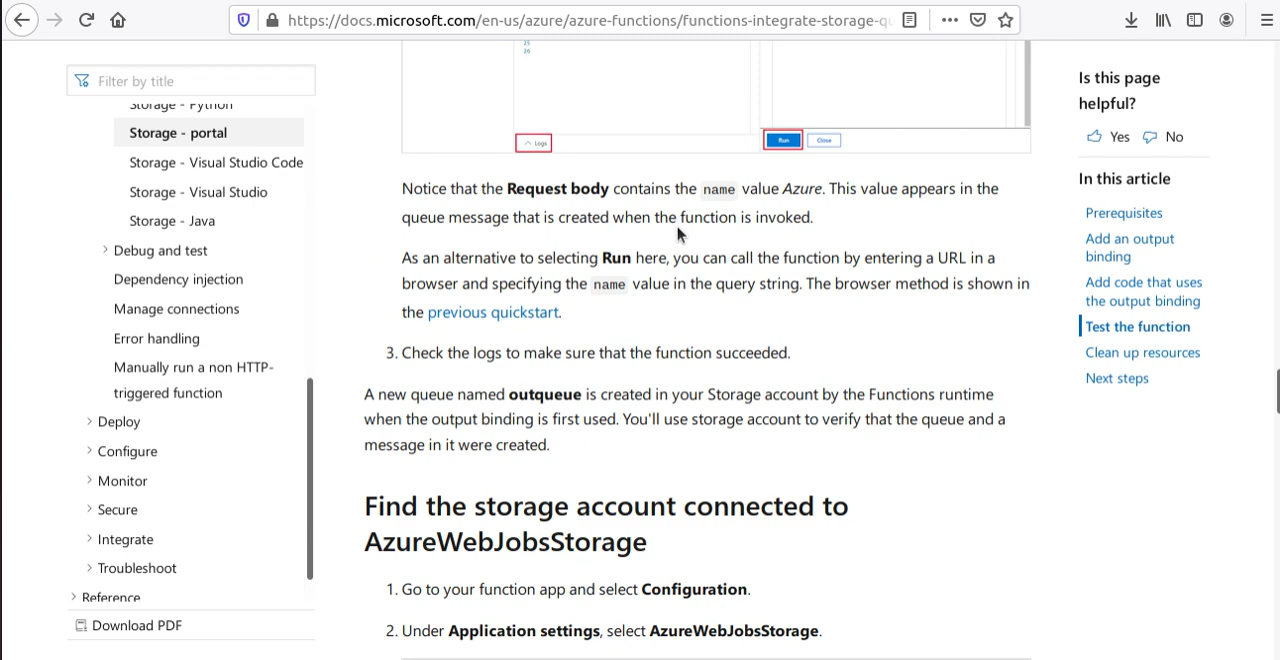 https://docs.microsoft.com/en-us/azure/azure-functions/functions-integrate-storage-qu
Filter by title
Storage - Python
Storage - portal
Storage - Visual Studio Code
Storage - Visual Studio
Storage - Java
Debug and test
Dependency injection
Manage connections
Error handling
Manually run a non HTTP-
triggered function
Deploy
Configure
Monitor
Secure
Integrate
Troubleshoot
Reference
Download PDF
25
26
Logs
Run
Close
Notice that the Request body contains the name value Azure. This value appears in the
queue message that is created when the function is invoked.
As an alternative to selecting Run here, you can call the function by entering a URL in a
browser and specifying the name value in the query string. The browser method is shown in
the previous quickstart.
3. Check the logs to make sure that the function succeeded.
A new queue named outqueue is created in your Storage account by the Functions runtime
when the output binding is first used. You'll use storage account to verify that the queue and a
message in it were created.
Find the storage account connected to
AzureWebJobsStorage
1. Go to your function app and select Configuration.
2. Under Application settings, select AzureWebJobsStorage.
Is this page
helpful?
Yes No
In this article
Prerequisites
Add an output
binding
Add code that uses
the output binding
Test the function
Clean up resources
Next steps